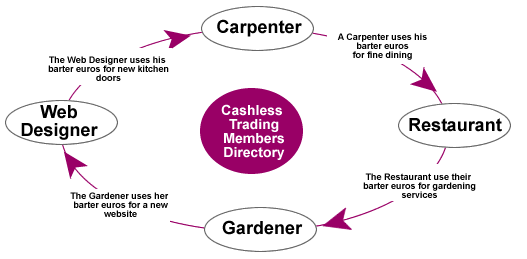 Carpenter
A Carpenter uses his
barter euros
for fine dining
The Web Designer uses his
barter euros for new kitchen
doors
Web
Designer
Cashless
Trading
Members
Directory
Restaurant
The Restaurant use their
barter euros for gardening
services
The Gardener uses her
barter euros for a new
website
Gardener